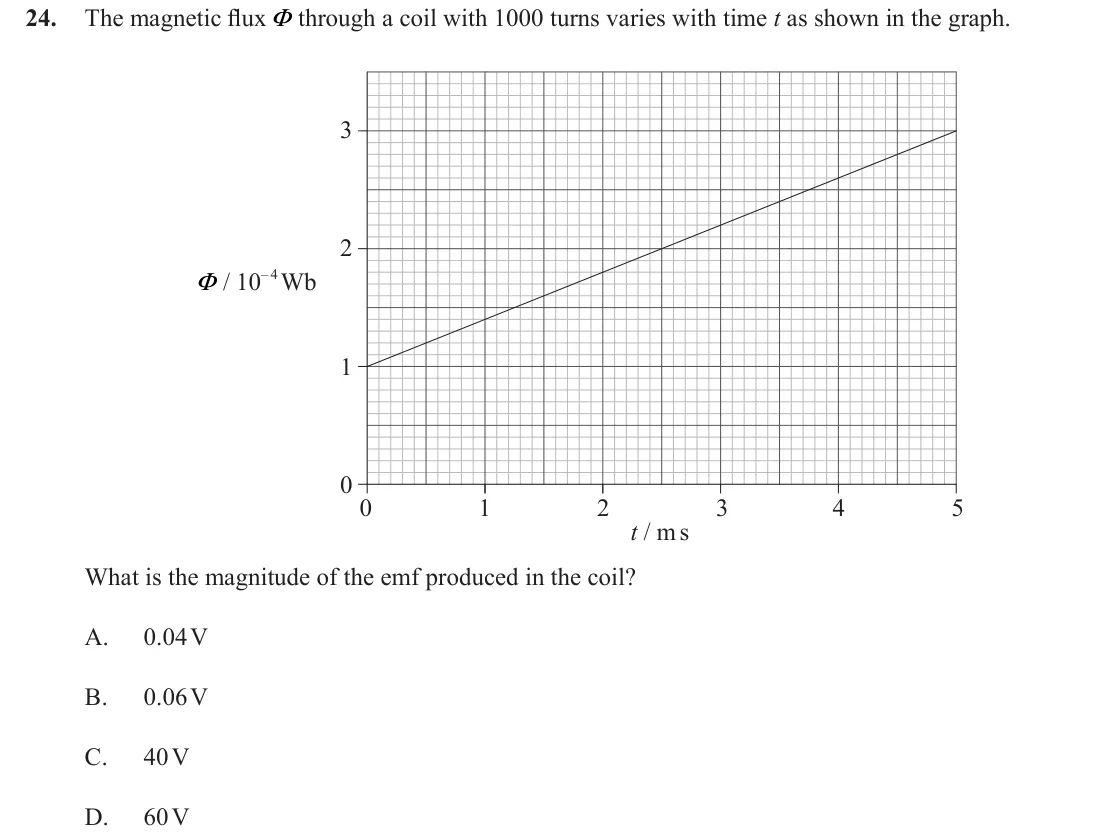 24. The magnetic flux Φ through a coil with 1000 turns varies with time t as shown in the graph.
3
2
Φ / 10⁻⁴ Wb
1
0
0 1 2 3 4 5
t / ms
What is the magnitude of the emf produced in the coil?
A. 0.04 V
B. 0.06 V
C. 40 V
D. 60 V